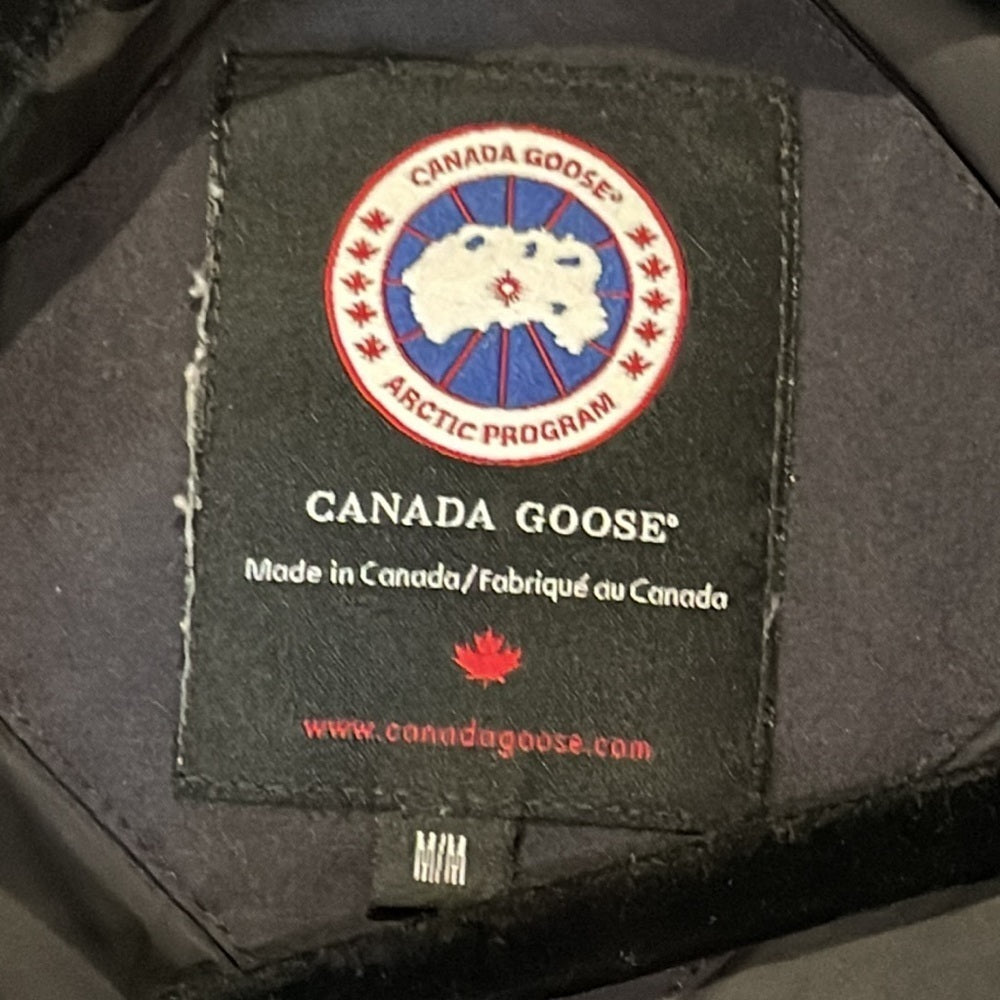 CANADA GOOSE®
ARCTIC PROGRAM
CANADA GOOSE®
Made in Canada/Fabriqué au Canada
www.canadagoose.com
M/M